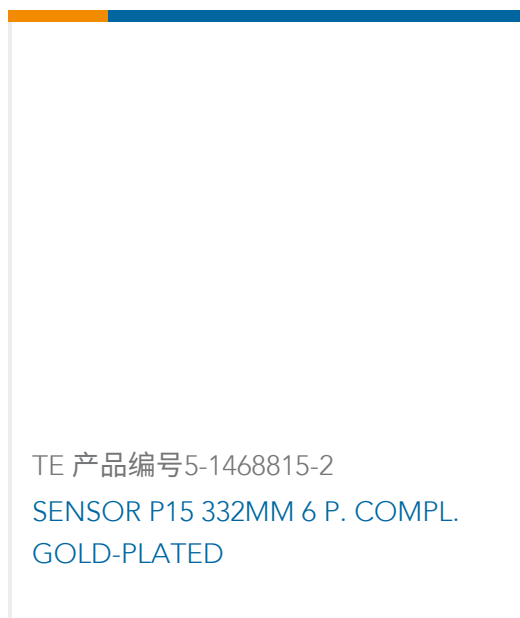 TE 产品编号5-1468815-2
SENSOR P15 332MM 6 P. COMPL.
GOLD-PLATED